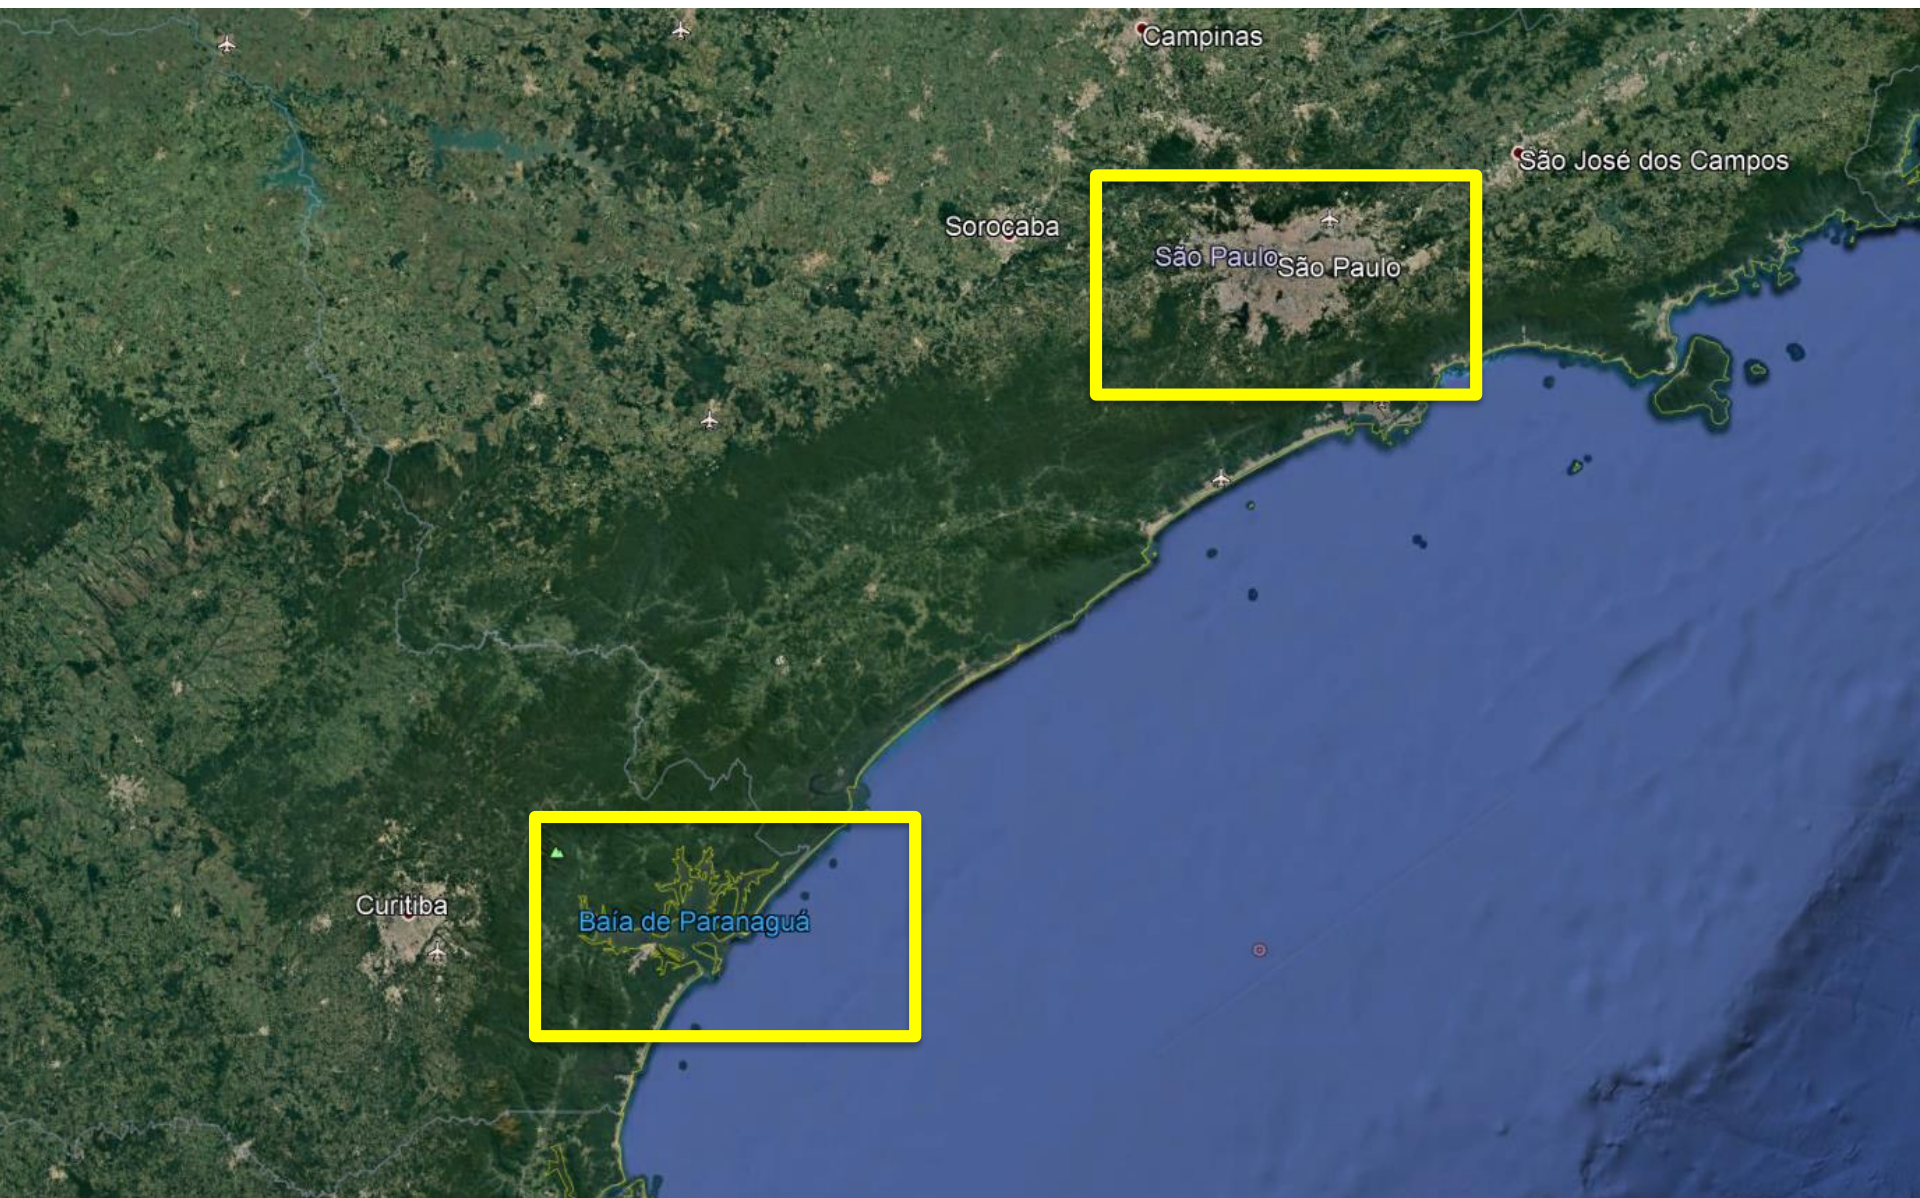 Campinas
São José dos Campos
Sorocaba
São Paulo
São Paulo
Curitiba
Baía de Paranaguá